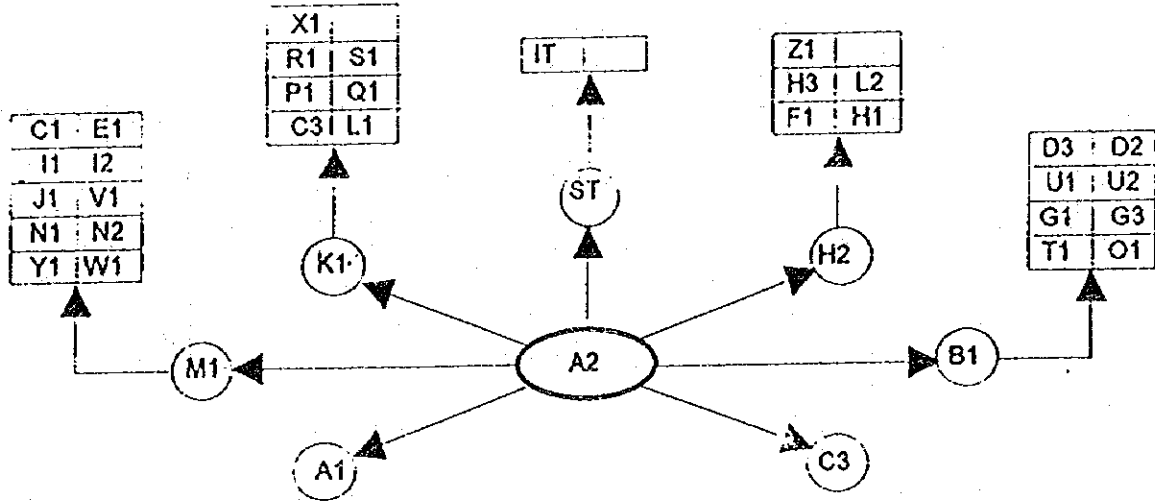 X1
R1 S1
P1 Q1
C3 L1
IT
Z1
H3 L2
F1 H1
C1 E1
I1 I2
J1 V1
N1 N2
Y1 W1
D3 D2
U1 U2
G1 G3
T1 O1
ST
K1
H2
M1
A2
B1
A1
C3